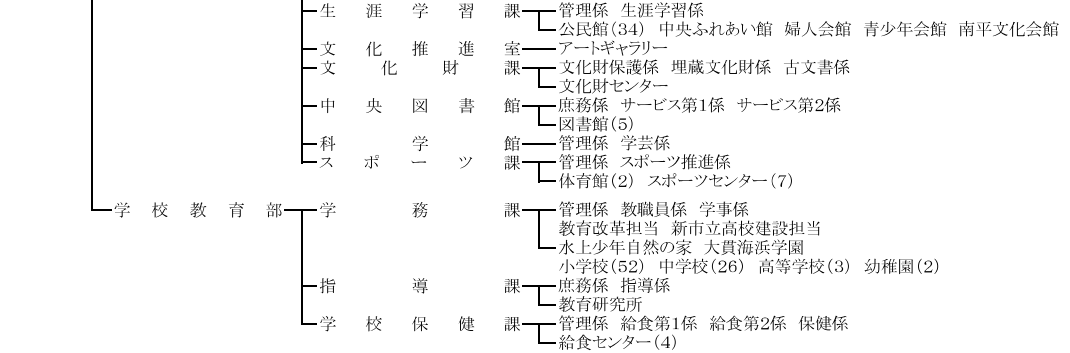 生涯学習課 管理係 生涯学習係
公民館(34) 中央ふれあい館 婦人会館 青少年会館 南平文化会館
文化推進室 アートギャラリー
文化財課 文化財保護係 埋蔵文化財係 古文書係
文化財センター
中央図書館 庶務係 サービス第1係 サービス第2係
図書館(5)
科学館 管理係 学芸係
スポーツ課 管理係 スポーツ推進係
体育館(2) スポーツセンター(7)
学校教育部 学務課 管理係 教職員係 学事係
教育改革担当 新市立高校建設担当
水上少年自然の家 大貫海浜学園
小学校(52) 中学校(26) 高等学校(3) 幼稚園(2)
指導課 庶務係 指導係
教育研究所
学校保健課 管理係 給食第1係 給食第2係 保健係
給食センター(4)